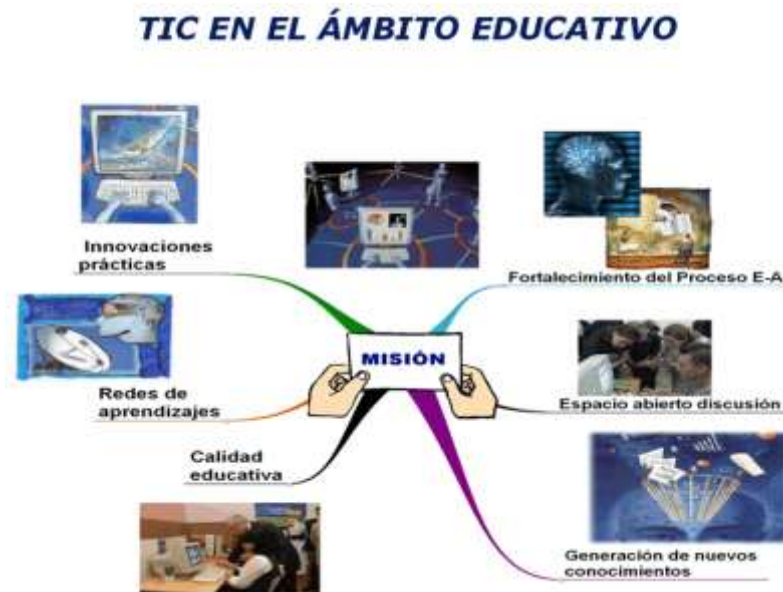 TIC EN EL ÁMBITO EDUCATIVO
Innovaciones
prácticas
Fortalecimiento del Proceso E-A
MISIÓN
Redes de
aprendizajes
Espacio abierto discusión
Calidad
educativa
Generación de nuevos
conocimientos